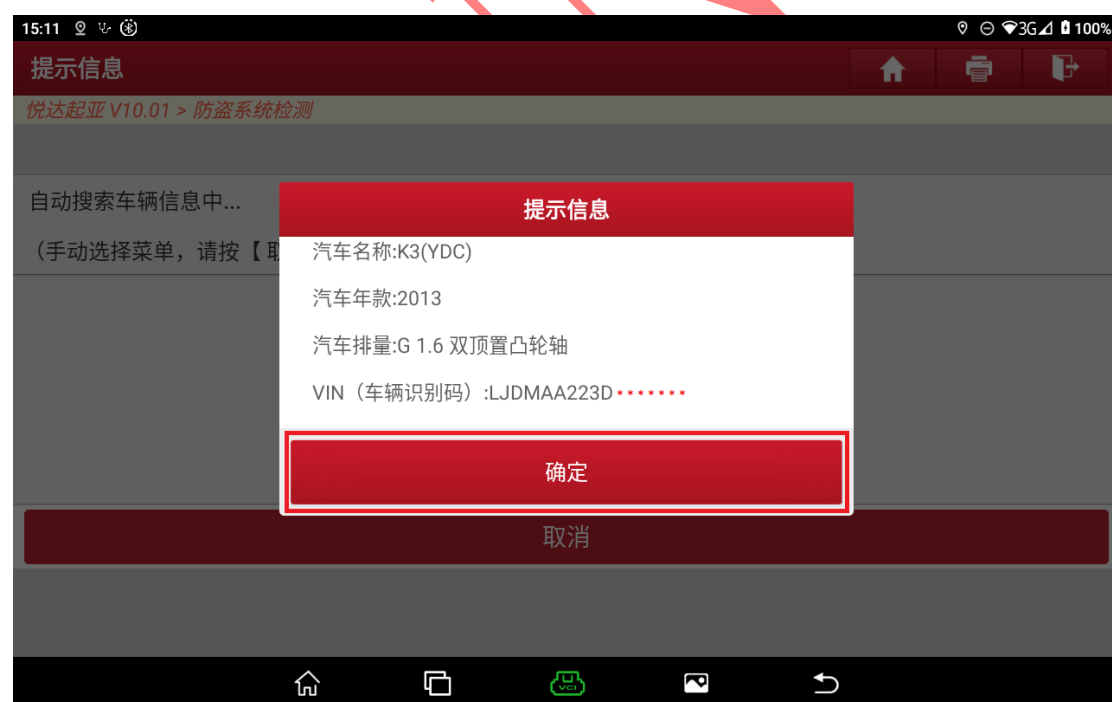 15:11 3G 100%
提示信息
悦达起亚 V10.01 > 防盗系统检测
自动搜索车辆信息中...
（手动选择菜单，请按【取
提示信息
汽车名称:K3(YDC)
汽车年款:2013
汽车排量:G 1.6 双顶置凸轮轴
VIN（车辆识别码）:LJDMAA223D*******
确定
取消
VCI